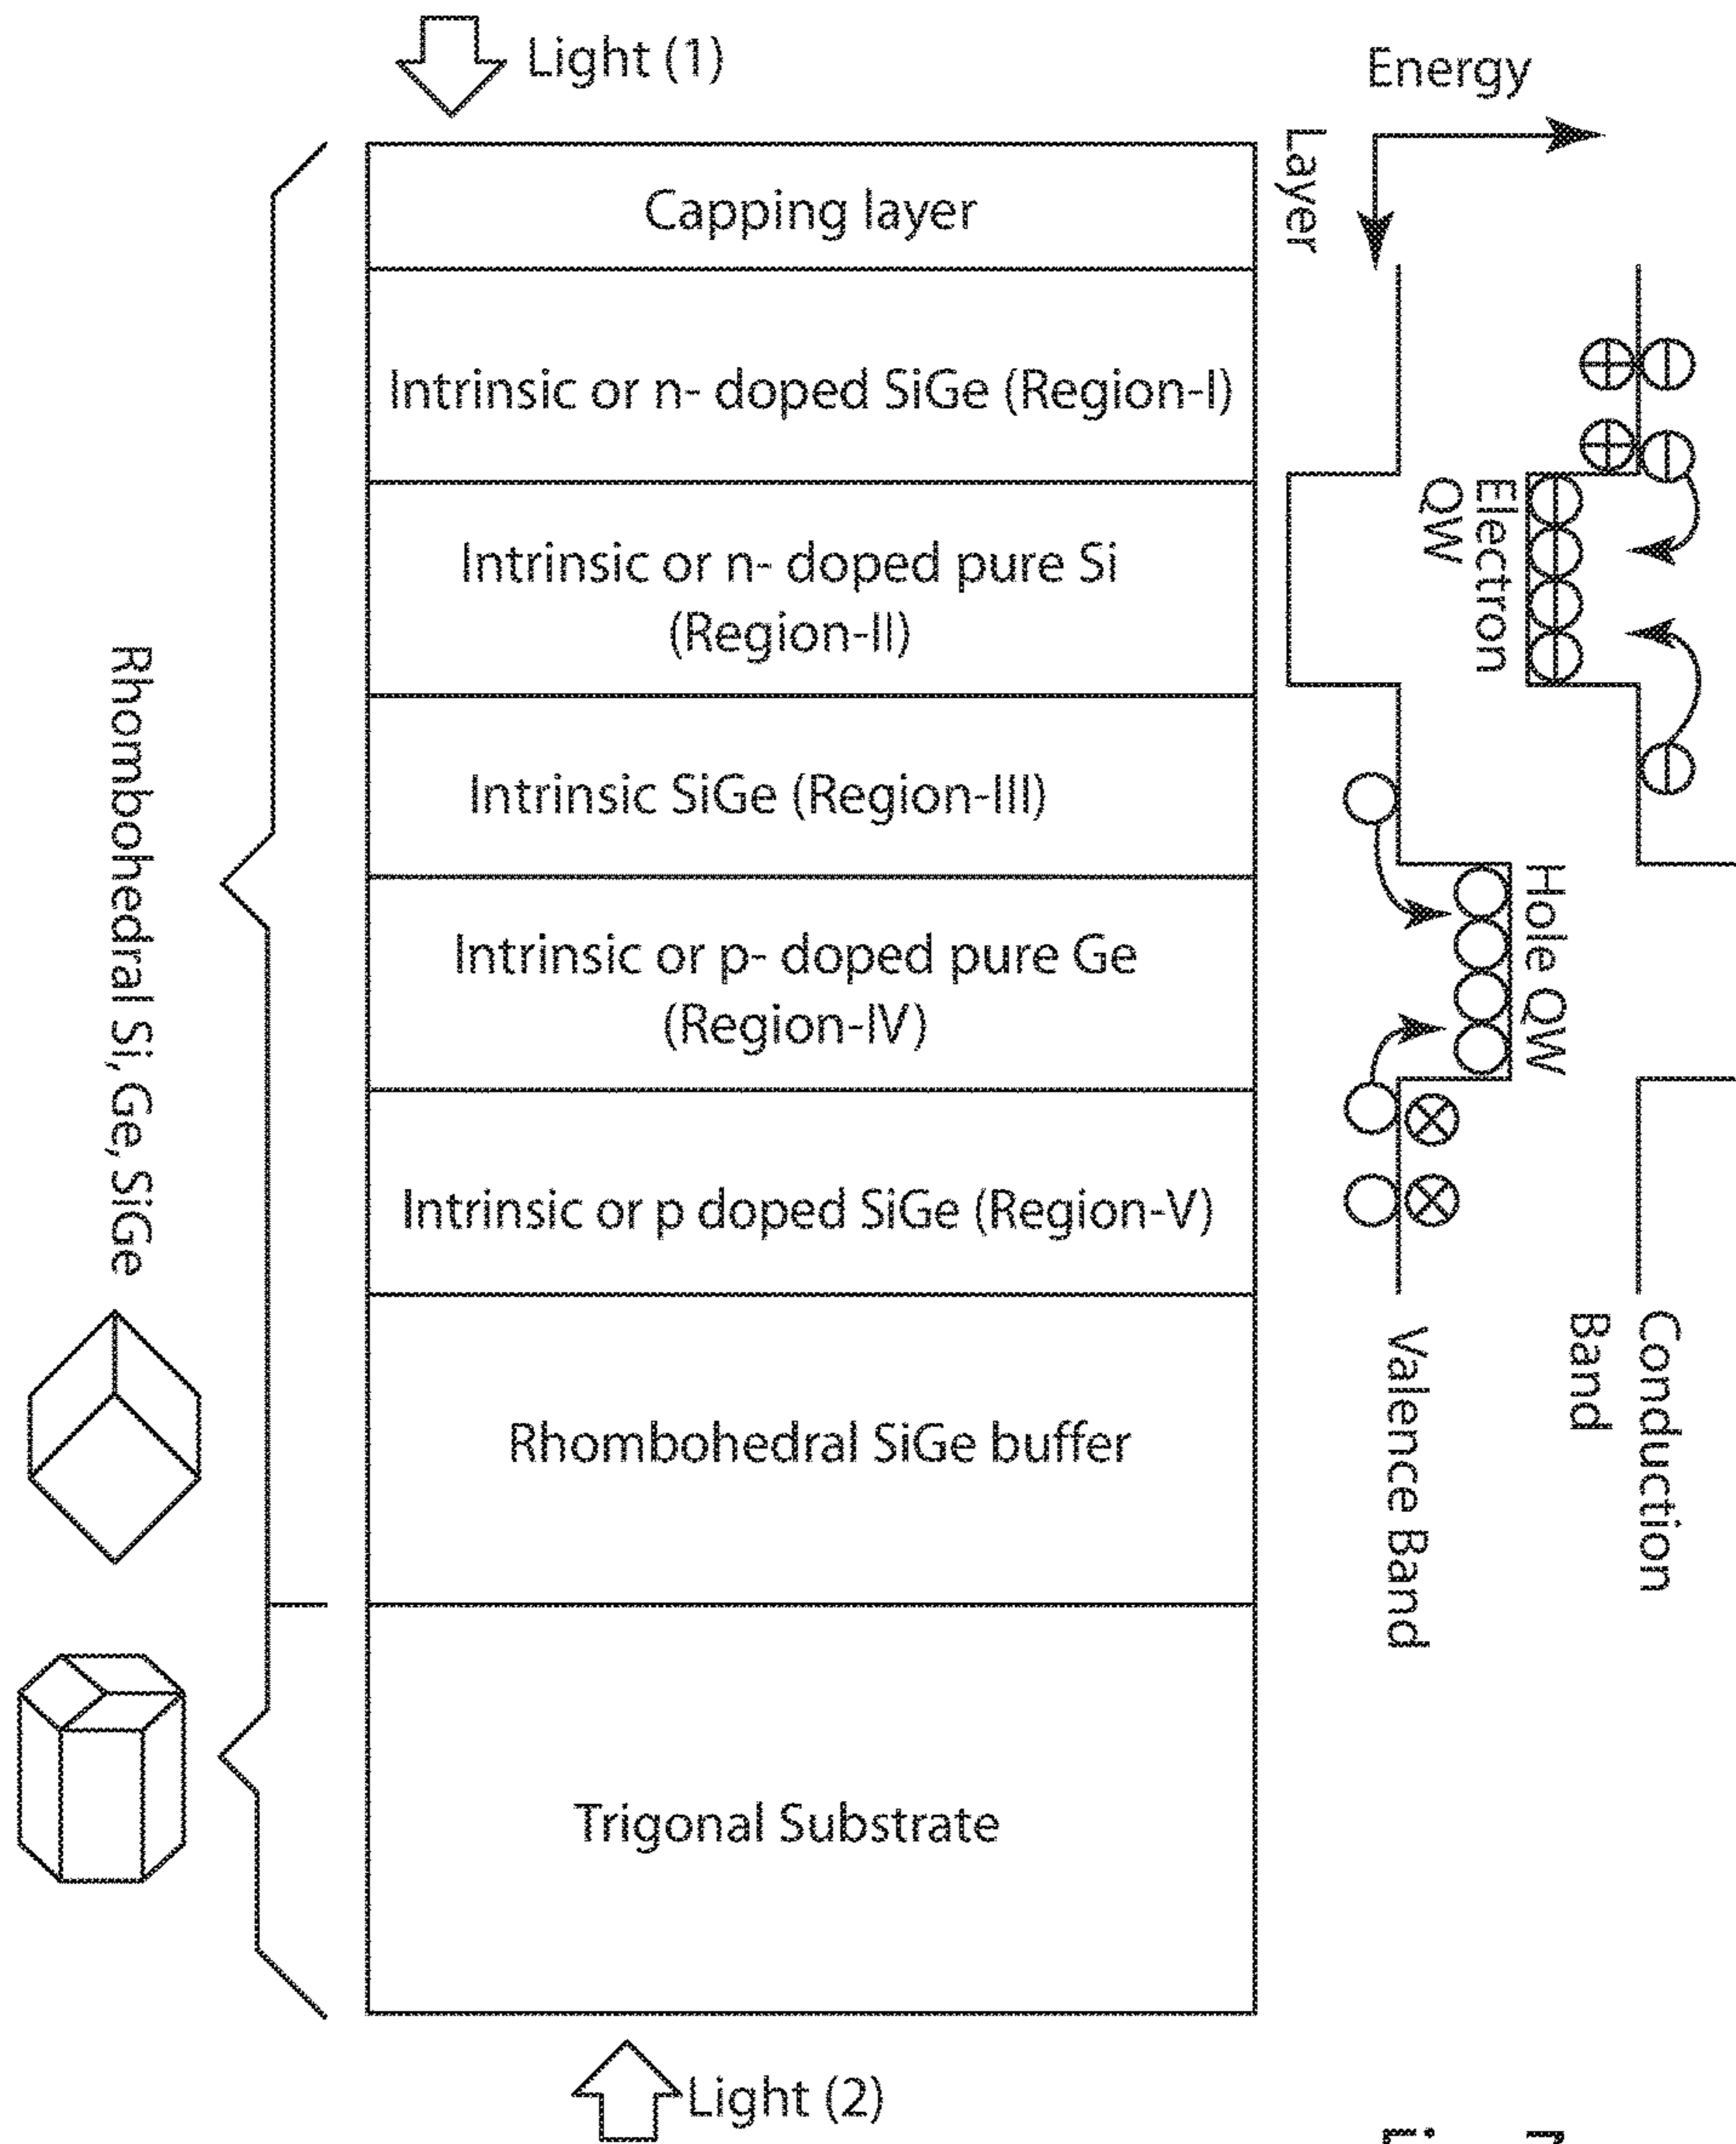 Light (1)
Energy
Layer
Capping layer
Intrinsic or n- doped SiGe (Region-I)
Intrinsic or n- doped pure Si
(Region-II)
Electron
QW
Intrinsic SiGe (Region-III)
Intrinsic or p- doped pure Ge
(Region-IV)
Hole QW
Intrinsic or p doped SiGe (Region-V)
Rhombohedral Si, Ge, SiGe
Conduction
Band
Valence Band
Rhombohedral SiGe buffer
Trigonal Substrate
Light (2)